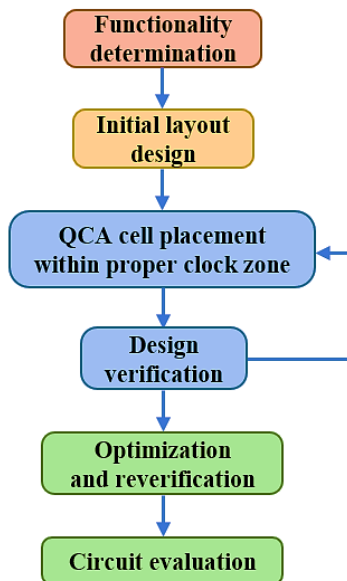 Functionality
determination
Initial layout
design
QCA cell placement
within proper clock zone
Design
verification
Optimization
and reverification
Circuit evaluation